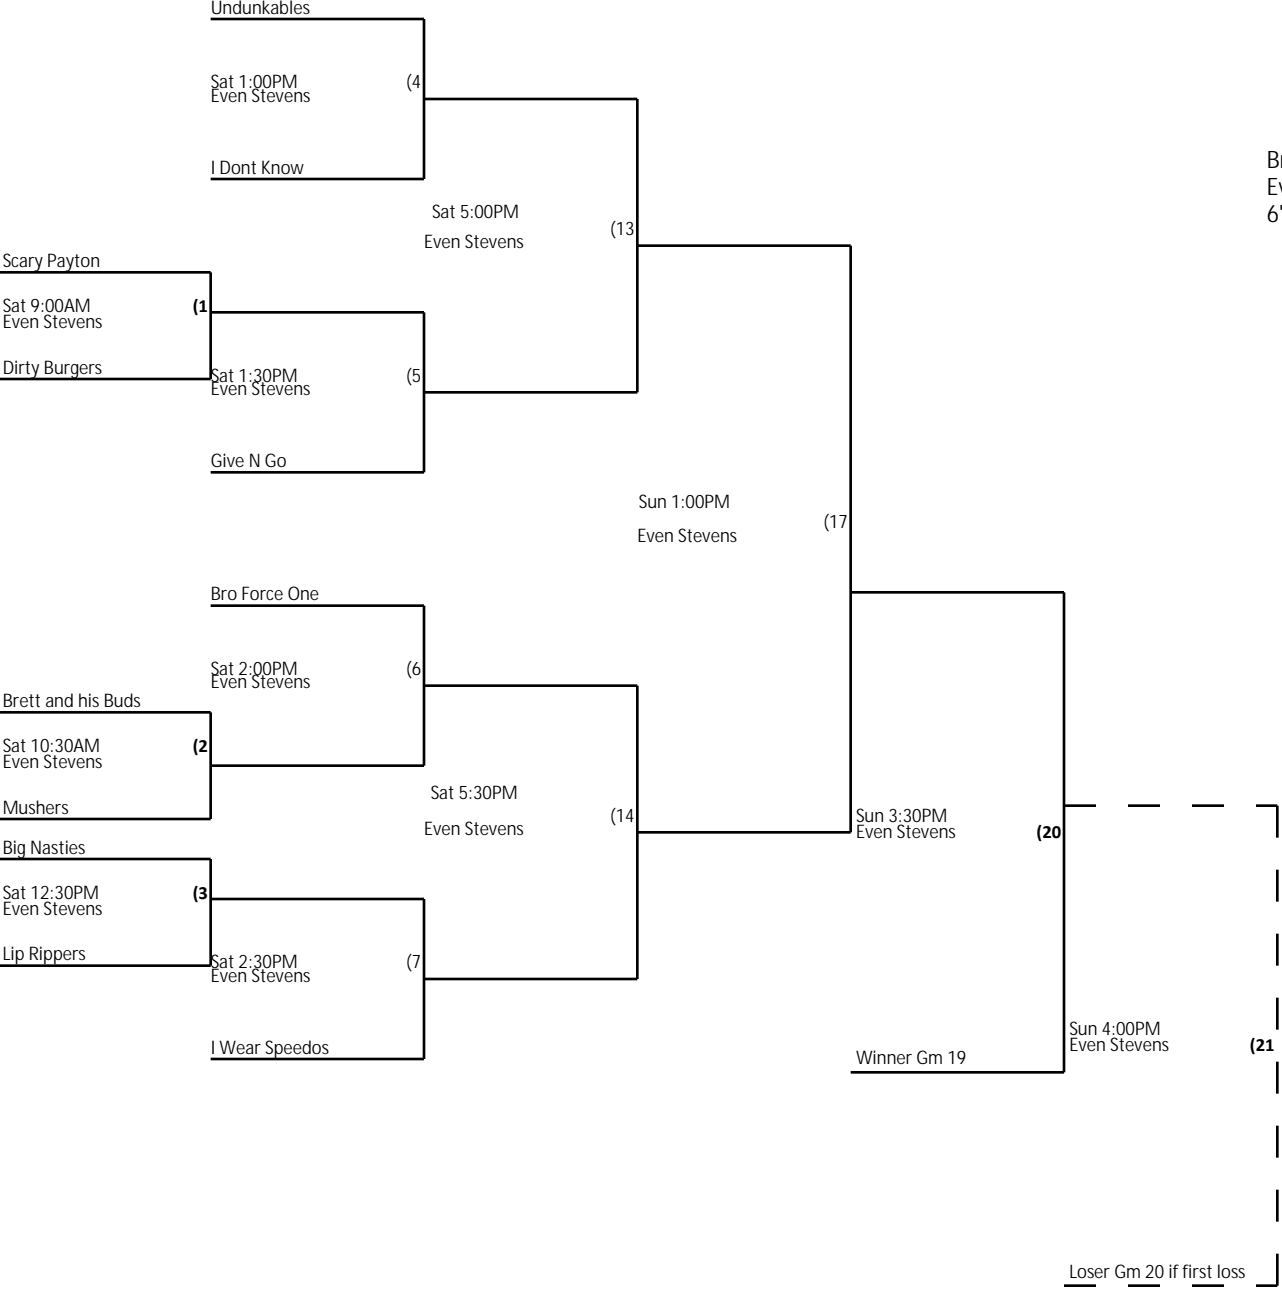 Undunkables
Sat 1:00PM
(4
Even Stevens
I Dont Know
Sat 5:00PM
(13
Even Stevens
Scary Payton
Sat 9:00AM
(1
Even Stevens
Dirty Burgers
Sat 1:30PM
(5
Even Stevens
Give N Go
Sun 1:00PM
(17
Even Stevens
Bro Force One
Sat 2:00PM
(6
Even Stevens
Brett and his Buds
Sat 10:30AM
(2
Even Stevens
Mushers
Sat 5:30PM
(14
Even Stevens
Big Nasties
Sat 12:30PM
(3
Even Stevens
Lip Rippers
Sat 2:30PM
(7
Even Stevens
I Wear Speedos
Sun 3:30PM
(20
Even Stevens
Winner Gm 19
Sun 4:00PM
(21
Even Stevens
Loser Gm 20 if first loss